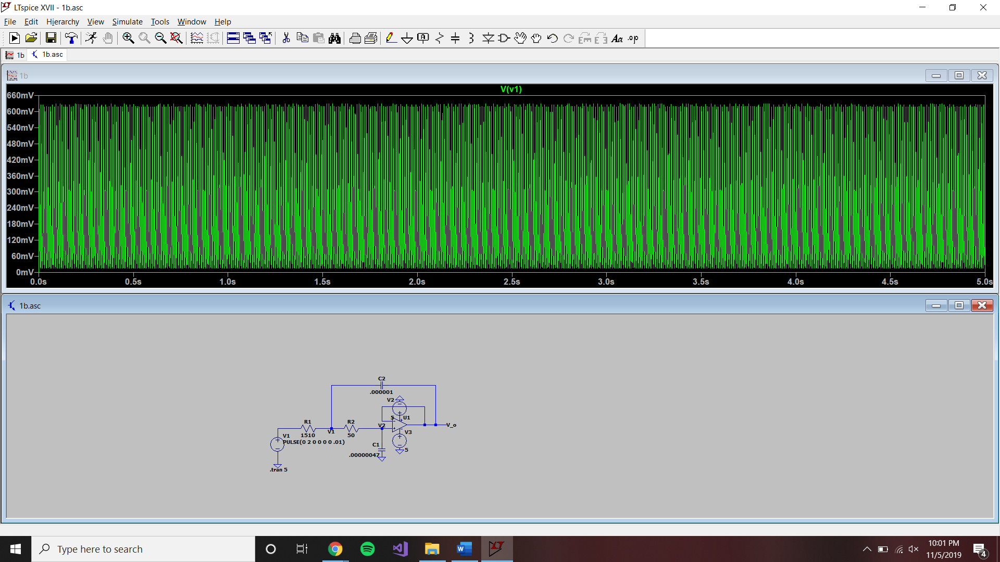 LTspice XVII - 1b.asc
File Edit Hierarchy View Simulate Tools Window Help
1b 1b.asc
1b
V(v1)
660mV
600mV
540mV
480mV
420mV
360mV
300mV
240mV
180mV
120mV
60mV
0mV
0.0s 0.5s 1.0s 1.5s 2.0s 2.5s 3.0s 3.5s 4.0s 4.5s 5.0s
1b.asc
C2
.000001
V2
5 U1
R1 R2
V1 V2 V_o
1510 50 V3
V1
PULSE(0 2 0 0 0 0 .01)
C1
5
.00000047
.tran 5
Type here to search
10:01 PM
11/5/2019
4